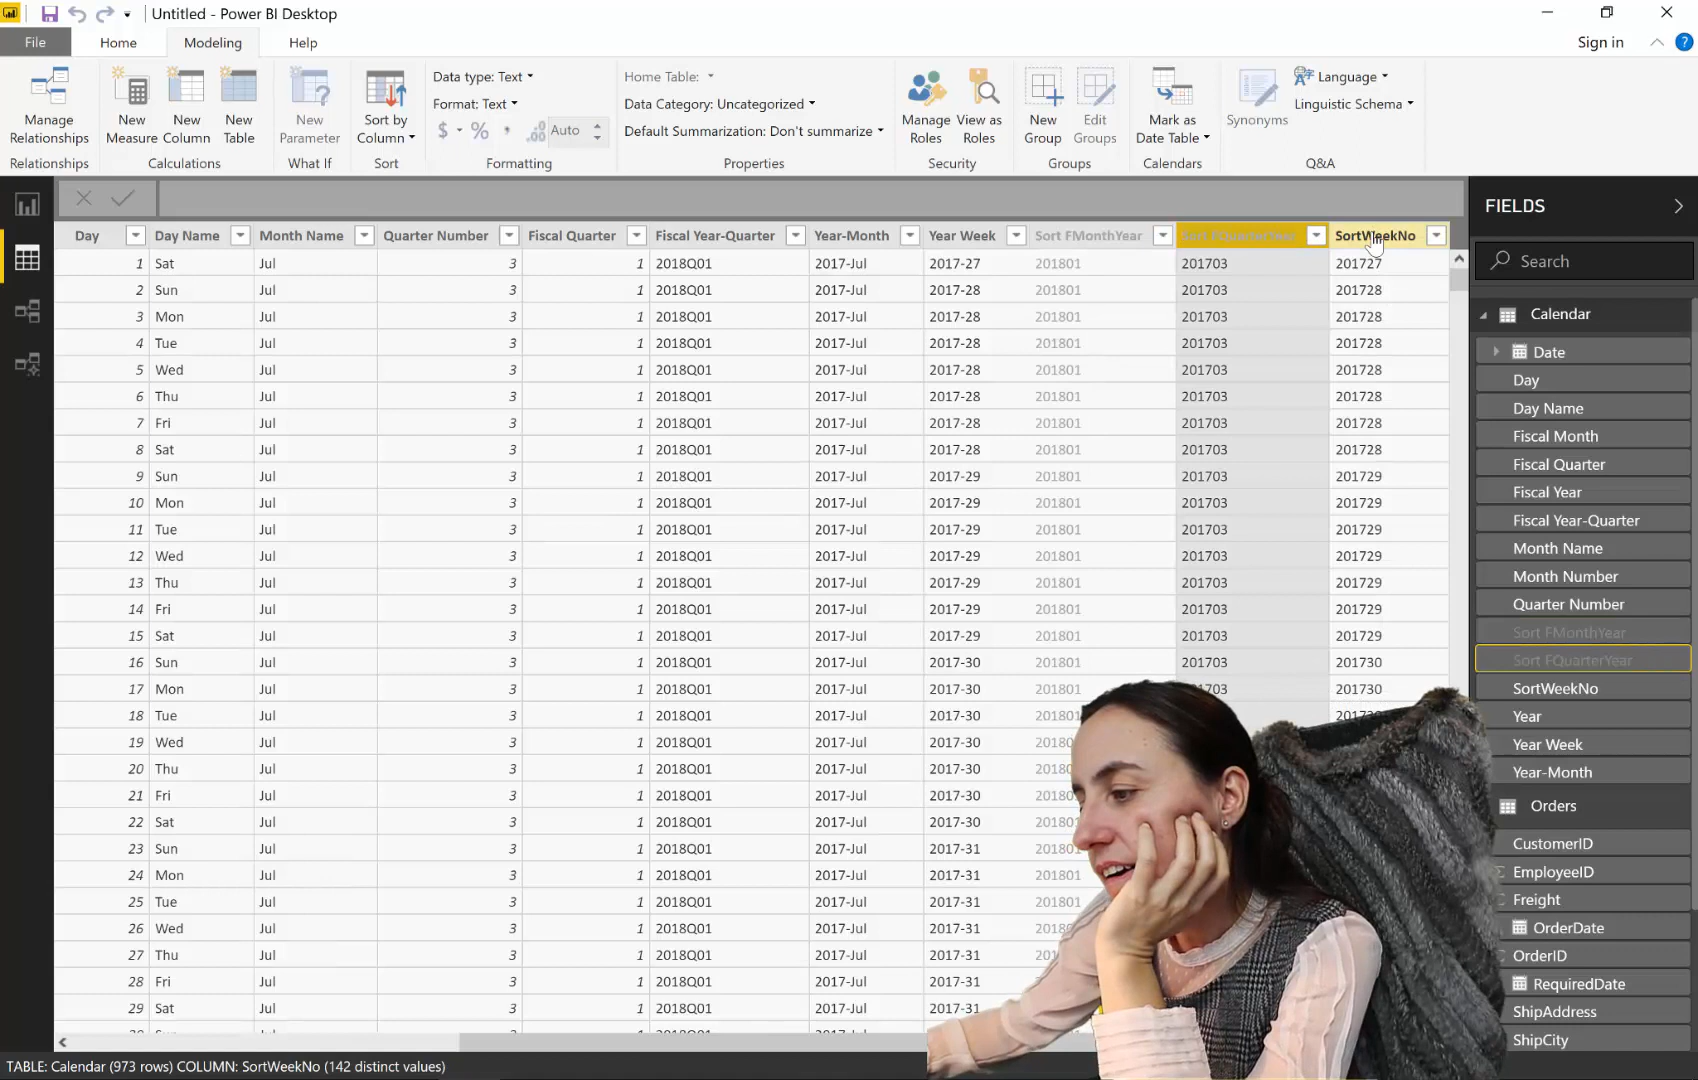 Untitled - Power BI Desktop
File Home Modeling Help Sign in
Manage Relationships
New Measure
New Column
New Table
New Parameter
Sort by Column
Data type: Text
Format: Text
$ % , .00 Auto
Home Table:
Data Category: Uncategorized
Default Summarization: Don't summarize
Manage Roles
View as Roles
New Group
Edit Groups
Mark as Date Table
Synonyms
Language
Linguistic Schema
Relationships Calculations What If Sort Formatting Properties Security Groups Calendars Q&A
Day Day Name Month Name Quarter Number Fiscal Quarter Fiscal Year-Quarter Year-Month Year Week Sort FMonthYear Sort FQuarterYear SortWeekNo
1 Sat Jul 3 1 2018Q01 2017-Jul 2017-27 201801 201703 201727
2 Sun Jul 3 1 2018Q01 2017-Jul 2017-28 201801 201703 201728
3 Mon Jul 3 1 2018Q01 2017-Jul 2017-28 201801 201703 201728
4 Tue Jul 3 1 2018Q01 2017-Jul 2017-28 201801 201703 201728
5 Wed Jul 3 1 2018Q01 2017-Jul 2017-28 201801 201703 201728
6 Thu Jul 3 1 2018Q01 2017-Jul 2017-28 201801 201703 201728
7 Fri Jul 3 1 2018Q01 2017-Jul 2017-28 201801 201703 201728
8 Sat Jul 3 1 2018Q01 2017-Jul 2017-28 201801 201703 201728
9 Sun Jul 3 1 2018Q01 2017-Jul 2017-29 201801 201703 201729
10 Mon Jul 3 1 2018Q01 2017-Jul 2017-29 201801 201703 201729
11 Tue Jul 3 1 2018Q01 2017-Jul 2017-29 201801 201703 201729
12 Wed Jul 3 1 2018Q01 2017-Jul 2017-29 201801 201703 201729
13 Thu Jul 3 1 2018Q01 2017-Jul 2017-29 201801 201703 201729
14 Fri Jul 3 1 2018Q01 2017-Jul 2017-29 201801 201703 201729
15 Sat Jul 3 1 2018Q01 2017-Jul 2017-29 201801 201703 201729
16 Sun Jul 3 1 2018Q01 2017-Jul 2017-30 201801 201703 201730
17 Mon Jul 3 1 2018Q01 2017-Jul 2017-30 201801 201730
18 Tue Jul 3 1 2018Q01 2017-Jul 2017-30
19 Wed Jul 3 1 2018Q01 2017-Jul 2017-30
20 Thu Jul 3 1 2018Q01 2017-Jul 2017-30
21 Fri Jul 3 1 2018Q01 2017-Jul 2017-30
22 Sat Jul 3 1 2018Q01 2017-Jul 2017-30
23 Sun Jul 3 1 2018Q01 2017-Jul 2017-31 201801
24 Mon Jul 3 1 2018Q01 2017-Jul 2017-31 201801
25 Tue Jul 3 1 2018Q01 2017-Jul 2017-31 201801
26 Wed Jul 3 1 2018Q01 2017-Jul 2017-31
27 Thu Jul 3 1 2018Q01 2017-Jul 2017-31
28 Fri Jul 3 1 2018Q01 2017-Jul 2017-31
29 Sat Jul 3 1 2018Q01 2017-Jul 2017-31
FIELDS
Search
Calendar
Date
Day
Day Name
Fiscal Month
Fiscal Quarter
Fiscal Year
Fiscal Year-Quarter
Month Name
Month Number
Quarter Number
Sort FMonthYear
Sort FQuarterYear
SortWeekNo
Year
Year Week
Year-Month
Orders
CustomerID
EmployeeID
Freight
OrderDate
OrderID
RequiredDate
ShipAddress
ShipCity
TABLE: Calendar (973 rows) COLUMN: SortWeekNo (142 distinct values)